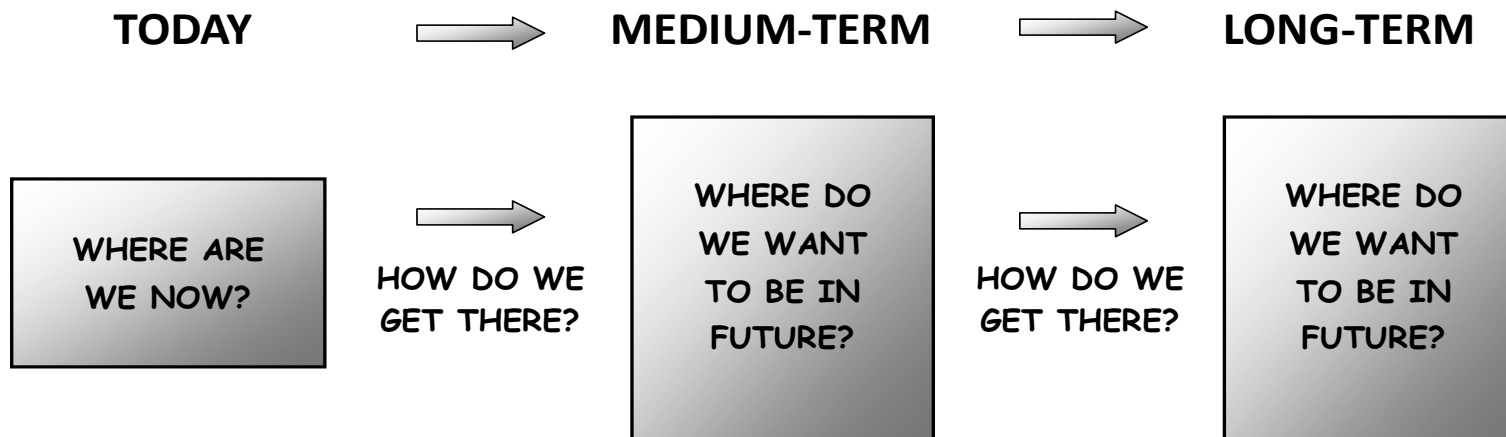 TODAY
MEDIUM-TERM
LONG-TERM
WHERE ARE
WE NOW?
HOW DO WE
GET THERE?
WHERE DO
WE WANT
TO BE IN
FUTURE?
HOW DO WE
GET THERE?
WHERE DO
WE WANT
TO BE IN
FUTURE?